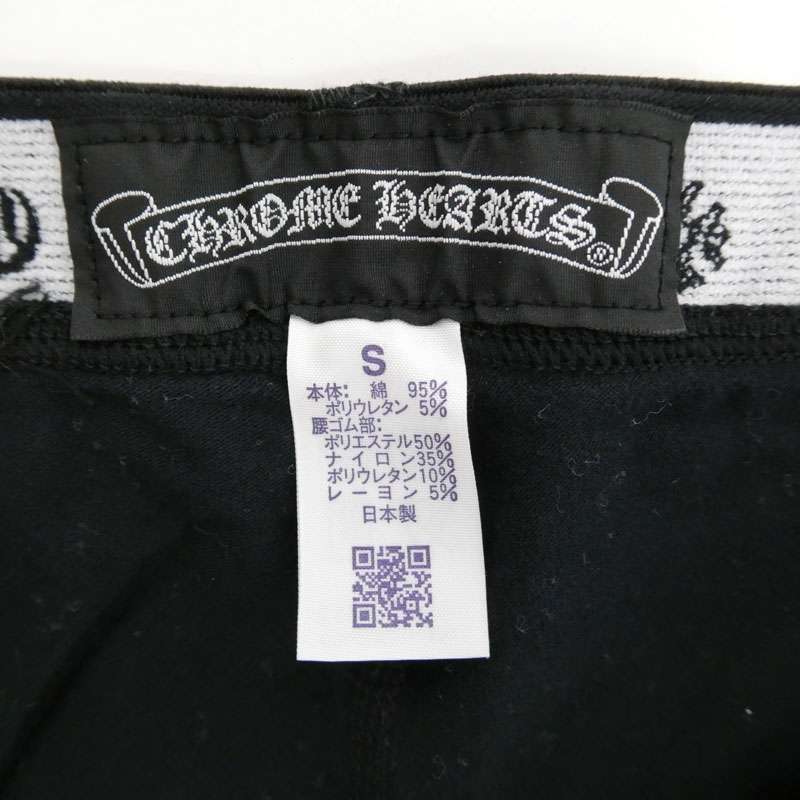 CHROME HEARTS®
S
本体: 綿 95%
ポリウレタン 5%
腰ゴム部:
ポリエステル50%
ナイロン35%
ポリウレタン10%
レーヨン 5%
日本製